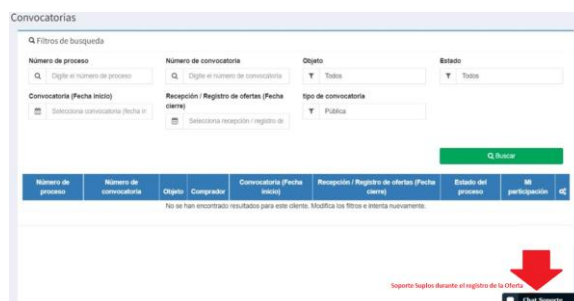 Convocatorias
Filtros de busqueda
Número de proceso
Número de convocatoria
Objeto
Estado
Digite el número de proceso
Digite el número de convocatoria
Todos
Todos
Convocatoria (Fecha inicio)
Recepción / Registro de ofertas (Fecha
cierre)
tipo de convocatoria
Selecciona convocatoria (fecha in
Selecciona recepción / registro de
Pública
Buscar
Número de
proceso
Número de
convocatoria
Objeto
Comprador
Convocatoria (Fecha
inicio)
Recepción / Registro de ofertas (Fecha
cierre)
Estado del
proceso
Mi
participación
No se han encontrado resultados para este cliente. Modifica los filtros e intenta nuevamente.
Soporte Suplos durante el registro de la Oferta
Chat Soporte